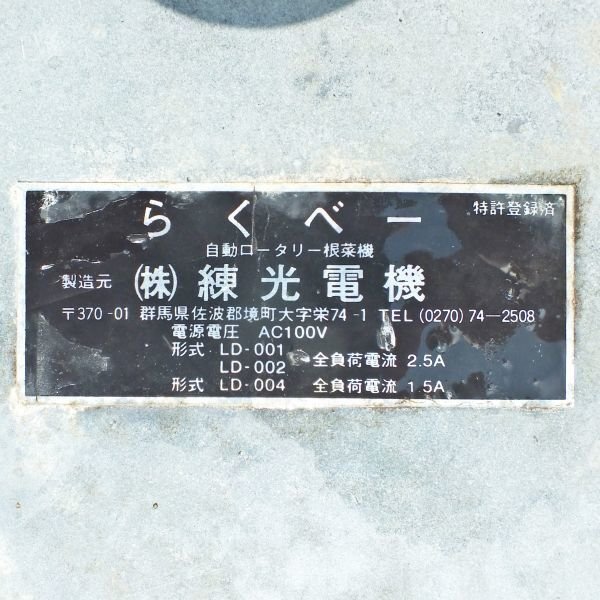 らくべー 特許登録済
自動ロータリー根菜機
製造元 ㈱ 練光電機
〒370-01 群馬県佐波郡境町大字栄74-1 TEL (0270) 74-2508
電源電圧 AC100V
形式 LD-001 全負荷電流 2.5A
LD-002
形式 LD-004 全負荷電流 1.5A